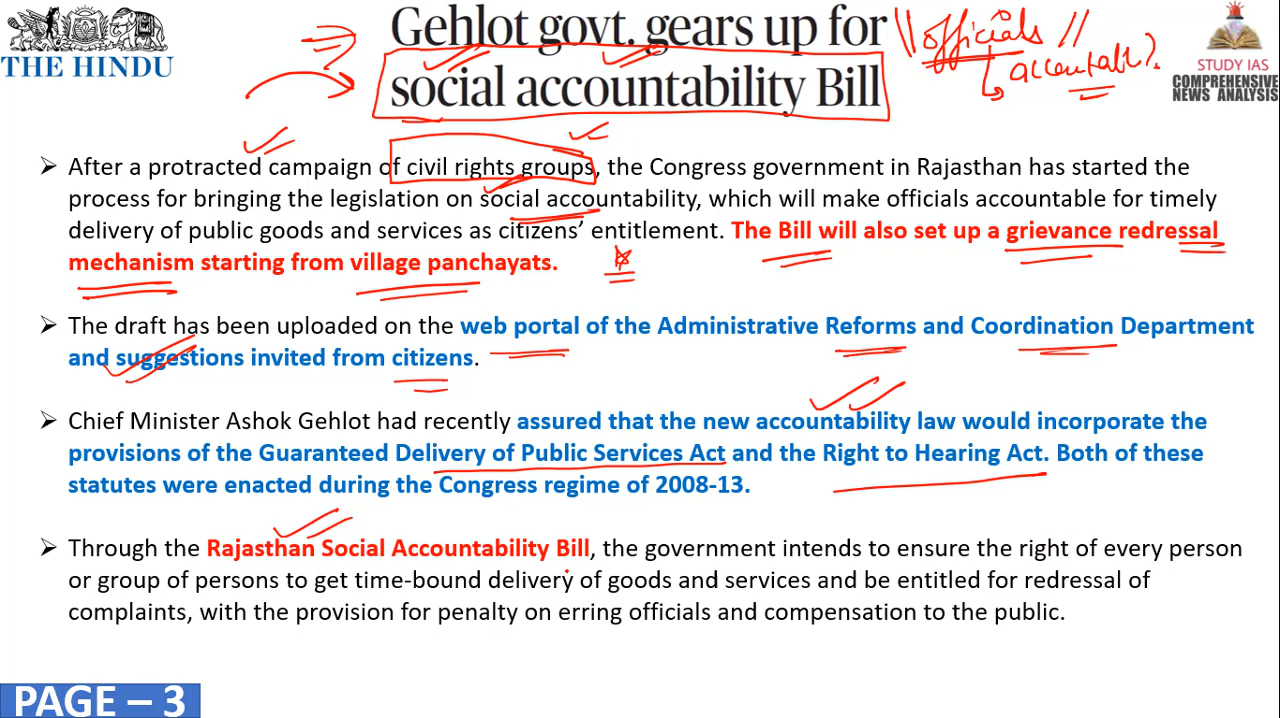 THE HINDU
Gehlot govt. gears up for
social accountability Bill
officials
accountable
STUDY IAS
COMPREHENSIVE
NEWS ANALYSIS
➢ After a protracted campaign of civil rights groups, the Congress government in Rajasthan has started the
process for bringing the legislation on social accountability, which will make officials accountable for timely
delivery of public goods and services as citizens’ entitlement. The Bill will also set up a grievance redressal
mechanism starting from village panchayats.
➢ The draft has been uploaded on the web portal of the Administrative Reforms and Coordination Department
and suggestions invited from citizens.
➢ Chief Minister Ashok Gehlot had recently assured that the new accountability law would incorporate the
provisions of the Guaranteed Delivery of Public Services Act and the Right to Hearing Act. Both of these
statutes were enacted during the Congress regime of 2008-13.
➢ Through the Rajasthan Social Accountability Bill, the government intends to ensure the right of every person
or group of persons to get time-bound delivery of goods and services and be entitled for redressal of
complaints, with the provision for penalty on erring officials and compensation to the public.
PAGE – 3